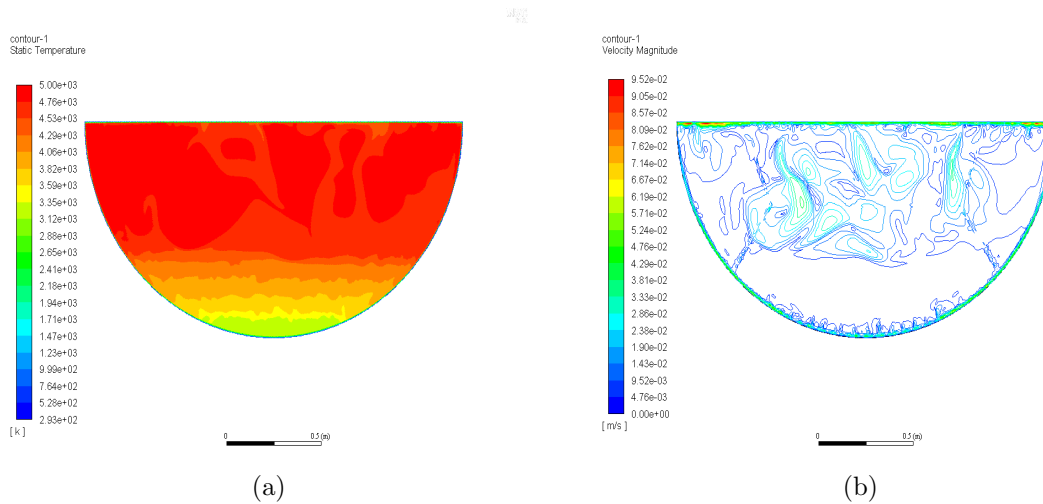 contour-1
Static Temperature
5.00e+03
4.76e+03
4.53e+03
4.29e+03
4.06e+03
3.82e+03
3.59e+03
3.35e+03
3.12e+03
2.88e+03
2.65e+03
2.41e+03
2.18e+03
1.94e+03
1.71e+03
1.47e+03
1.23e+03
9.99e+02
7.64e+02
5.28e+02
2.93e+02
[ k ]
0 0.5 (m)
(a)
contour-1
Velocity Magnitude
9.52e-02
9.05e-02
8.57e-02
8.09e-02
7.62e-02
7.14e-02
6.67e-02
6.19e-02
5.71e-02
5.24e-02
4.76e-02
4.29e-02
3.81e-02
3.33e-02
2.86e-02
2.38e-02
1.90e-02
1.43e-02
9.52e-03
4.76e-03
0.00e+00
[ m/s ]
0 0.5 (m)
(b)